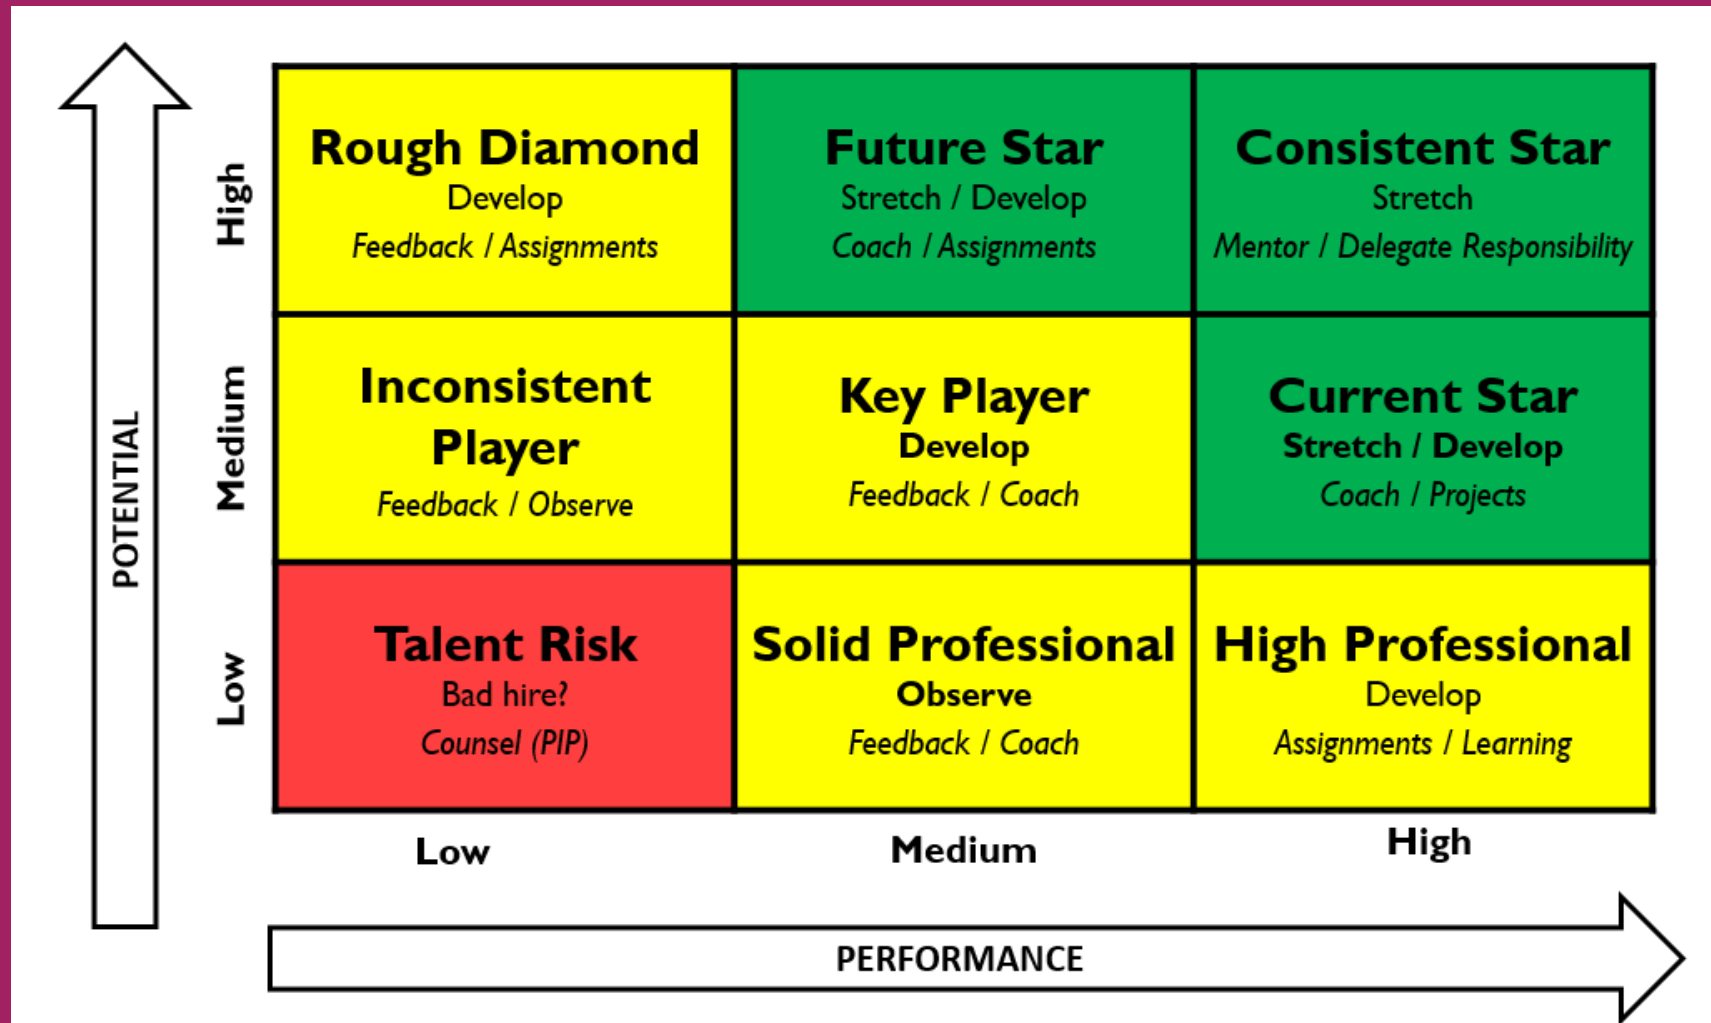 POTENTIAL
High
Rough Diamond
Develop
Feedback / Assignments
Future Star
Stretch / Develop
Coach / Assignments
Consistent Star
Stretch
Mentor / Delegate Responsibility
Medium
Inconsistent
Player
Feedback / Observe
Key Player
Develop
Feedback / Coach
Current Star
Stretch / Develop
Coach / Projects
Low
Talent Risk
Bad hire?
Counsel (PIP)
Solid Professional
Observe
Feedback / Coach
High Professional
Develop
Assignments / Learning
Low
Medium
High
PERFORMANCE